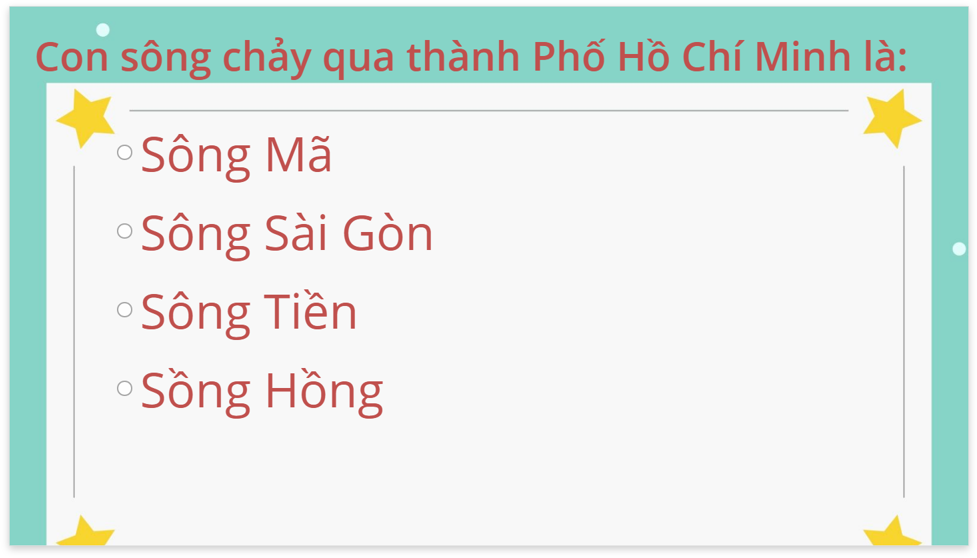 Con sông chảy qua thành Phố Hồ Chí Minh là:
Sông Mã
Sông Sài Gòn
Sông Tiền
Sồng Hồng